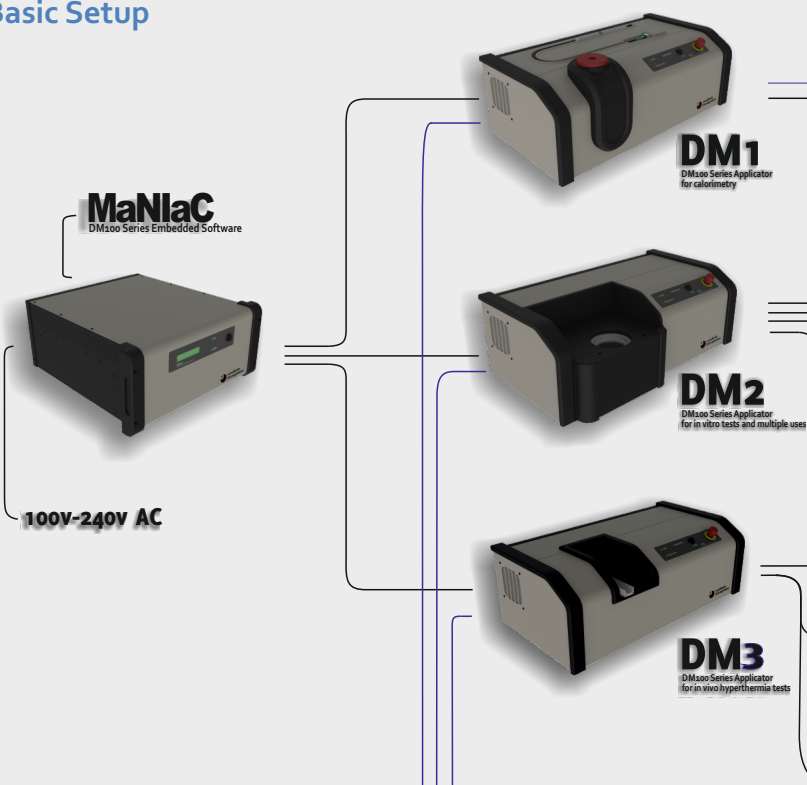 Basic Setup
MaNIaC
DM100 Series Embedded Software
100v-240v AC
DM1
DM100 Series Applicator
for calorimetry
DM2
DM100 Series Applicator
for in vitro tests and multiple uses
DM3
DM100 Series Applicator
for in vivo hyperthermia tests